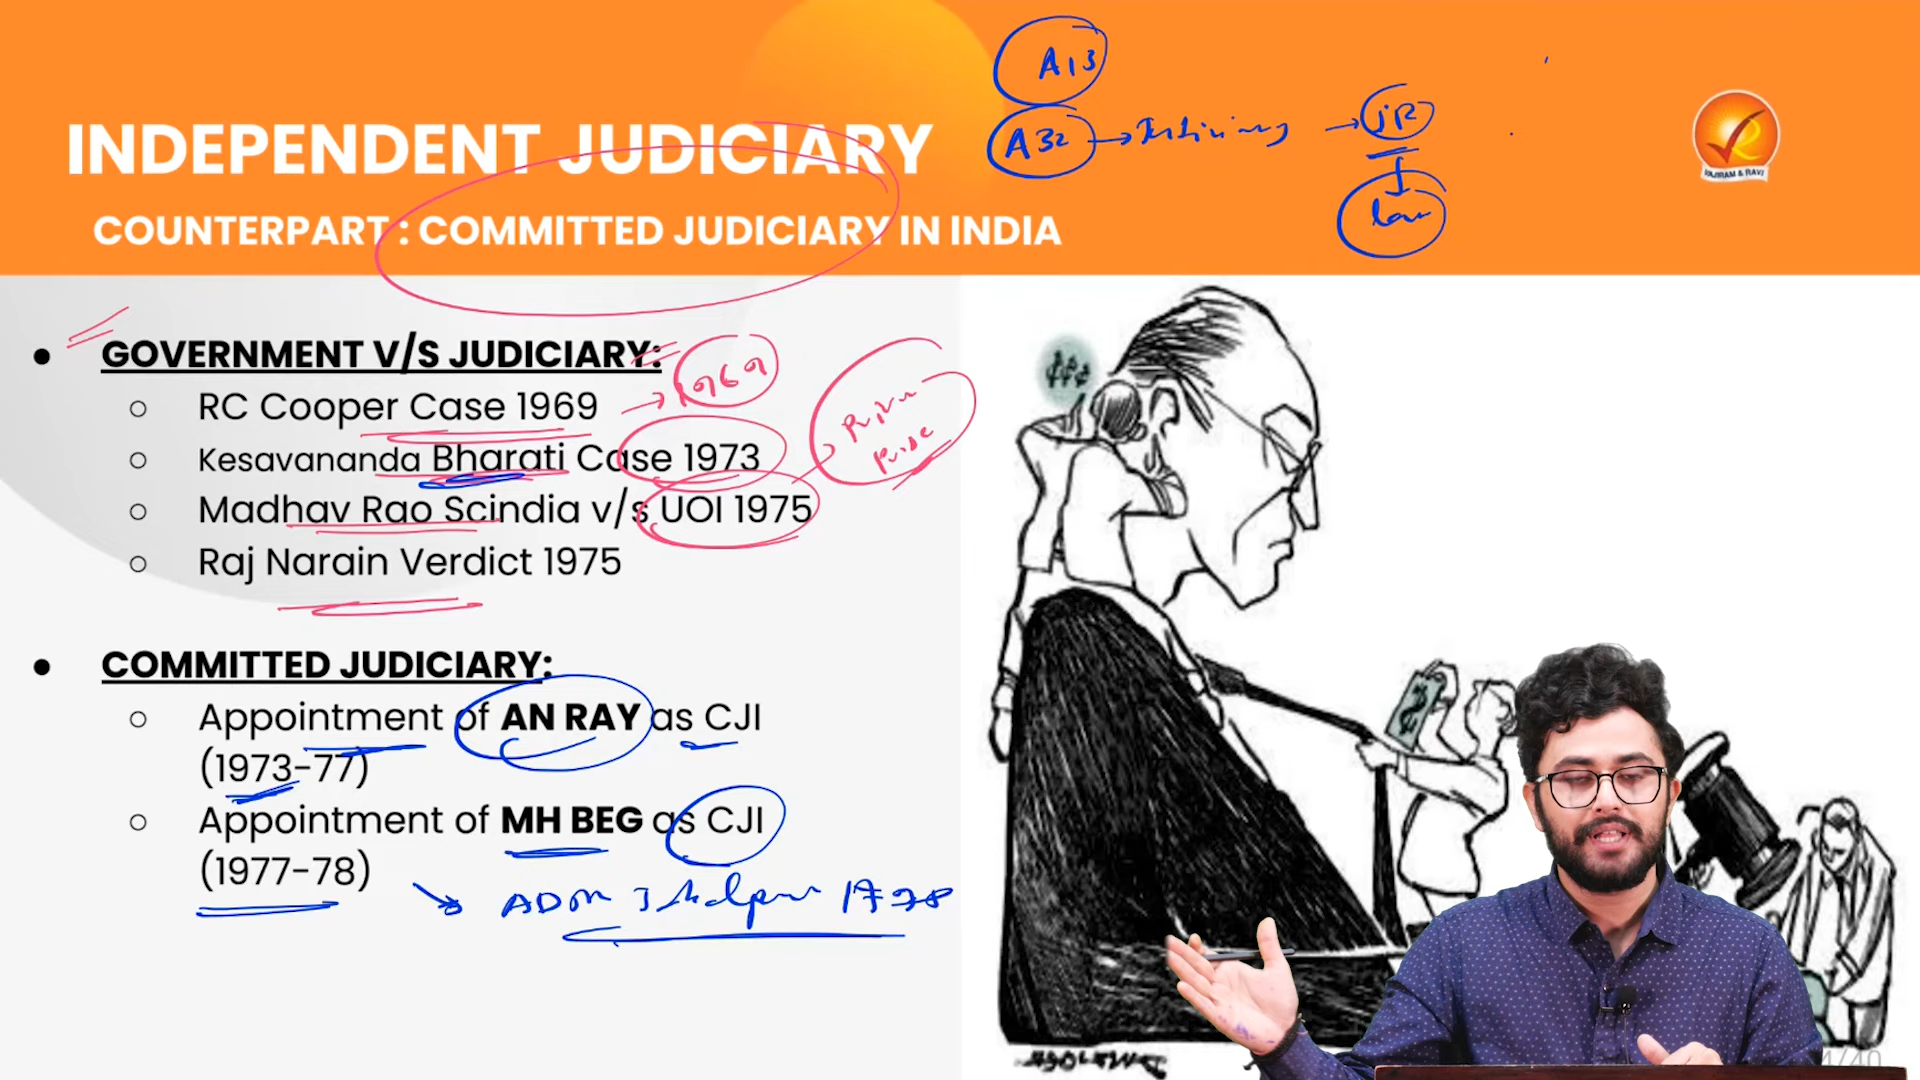 A13
A32 → → JR
law
INDEPENDENT JUDICIARY
COUNTERPART : COMMITTED JUDICIARY IN INDIA
VAJIRAM & RAVI
● GOVERNMENT V/S JUDICIARY:
○ RC Cooper Case 1969 → 1969
○ Kesavananda Bharati Case 1973
○ Madhav Rao Scindia v/s UOI 1975
○ Raj Narain Verdict 1975
● COMMITTED JUDICIARY:
○ Appointment of AN RAY as CJI
(1973-77)
○ Appointment of MH BEG as CJI
(1977-78)
ADM
$$$
$